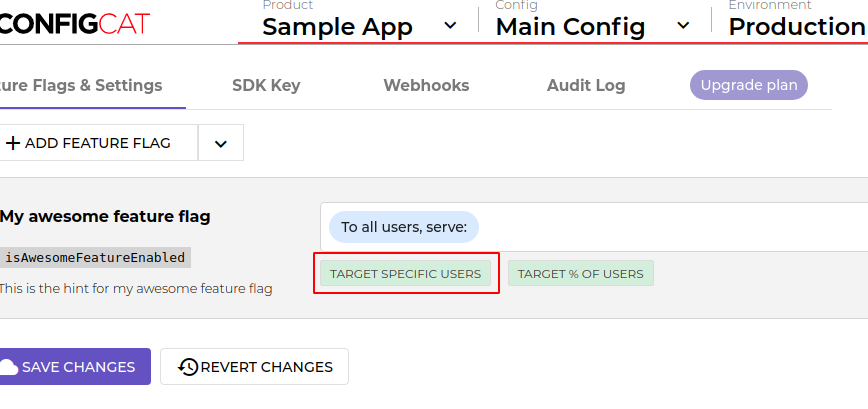 Product
Config
Environment
CONFIGCAT
Sample App
Main Config
Production
ure Flags & Settings
SDK Key
Webhooks
Audit Log
Upgrade plan
+ ADD FEATURE FLAG
My awesome feature flag
To all users, serve:
isAwesomeFeatureEnabled
TARGET SPECIFIC USERS
TARGET % OF USERS
This is the hint for my awesome feature flag
SAVE CHANGES
REVERT CHANGES